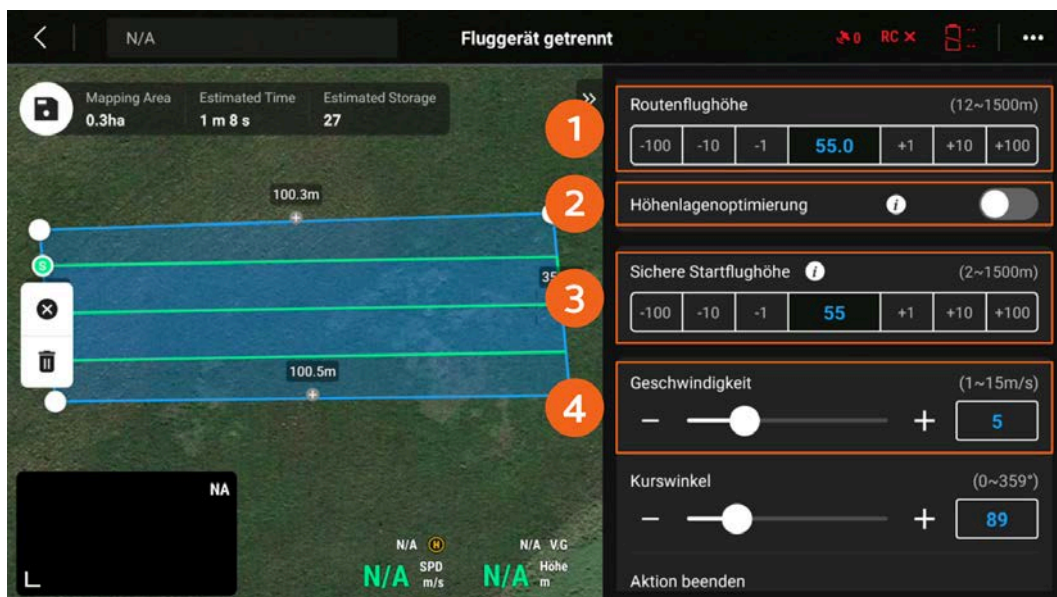 N/A
Fluggerät getrennt
0 RC
Mapping Area Estimated Time Estimated Storage
0.3ha 1 m 8 s 27
100.3m
S
35
100.5m
NA
N/A H N/A V.G
N/A SPD m/s N/A Höhe m
1
Routenflughöhe (12~1500m)
-100 -10 -1 55.0 +1 +10 +100
2
Höhenlagenoptimierung i
3
Sichere Startflughöhe i (2~1500m)
-100 -10 -1 55 +1 +10 +100
4
Geschwindigkeit (1~15m/s)
5
Kurswinkel (0~359°)
89
Aktion beenden